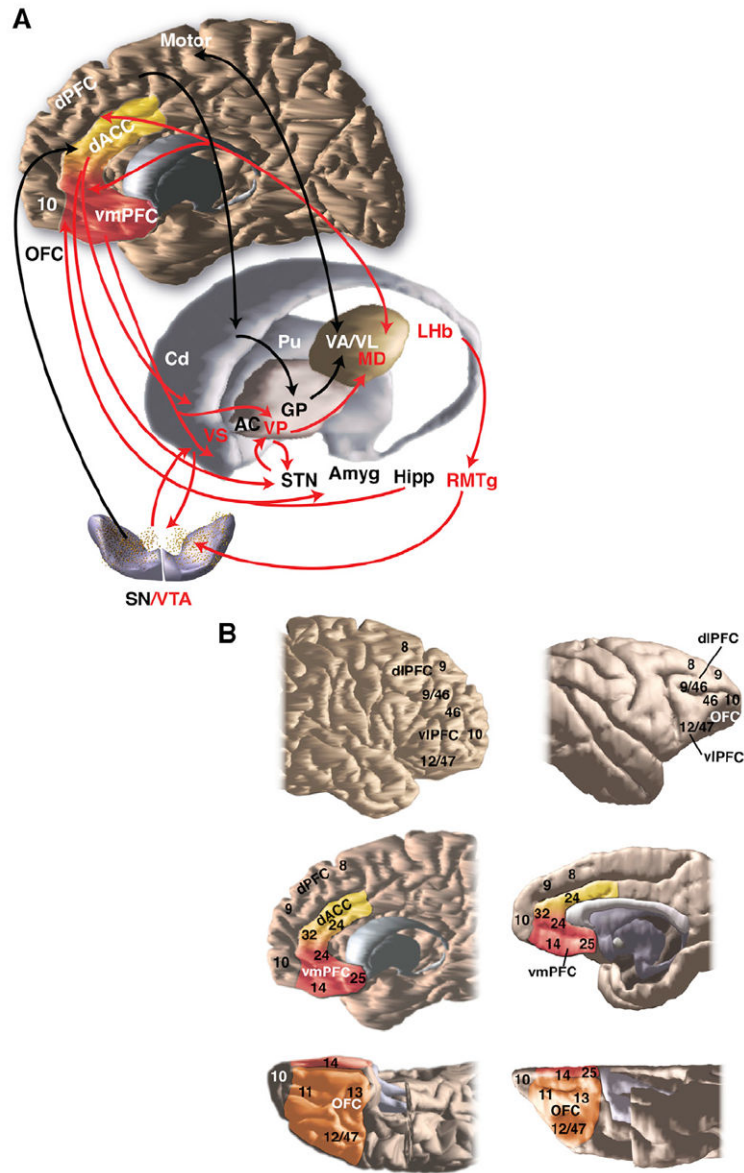 A
Motor
dPFC
dACC
10
vmPFC
OFC
Cd
Pu
VA/VL
MD
LHb
GP
AC
VP
VS
STN
Amyg
Hipp
RMTg
SN/VTA
B
8
9
dlPFC
9/46
46
vlPFC
10
12/47
dlPFC
8
9
9/46
46
10
OFC
12/47
vlPFC
8
dPFC
9
dACC
24
32
24
10
vmPFC
25
14
8
9
24
10
32
24
14
25
vmPFC
14
10
11
13
OFC
12/47
14
25
10
11
13
OFC
12/47